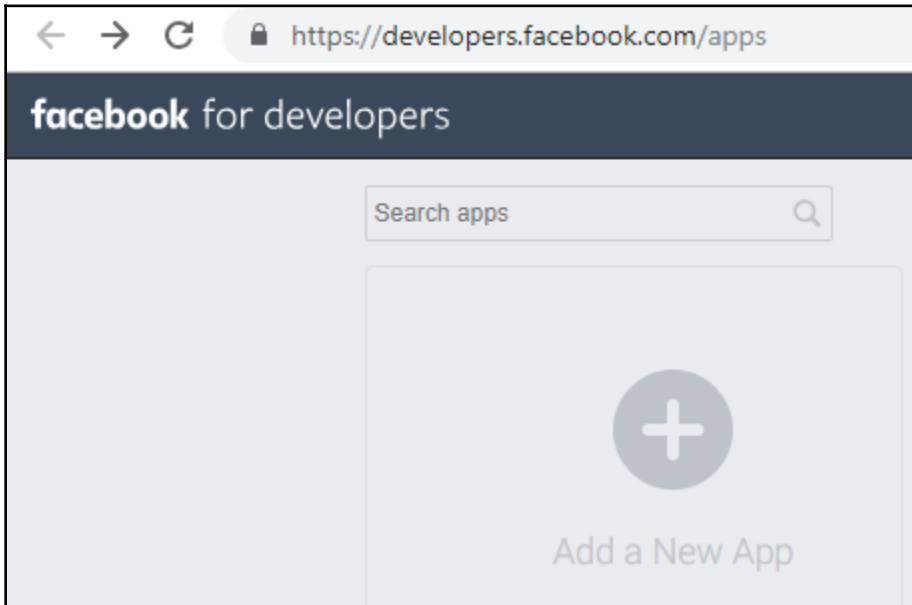 https://developers.facebook.com/apps
facebook for developers
Search apps
Add a New App